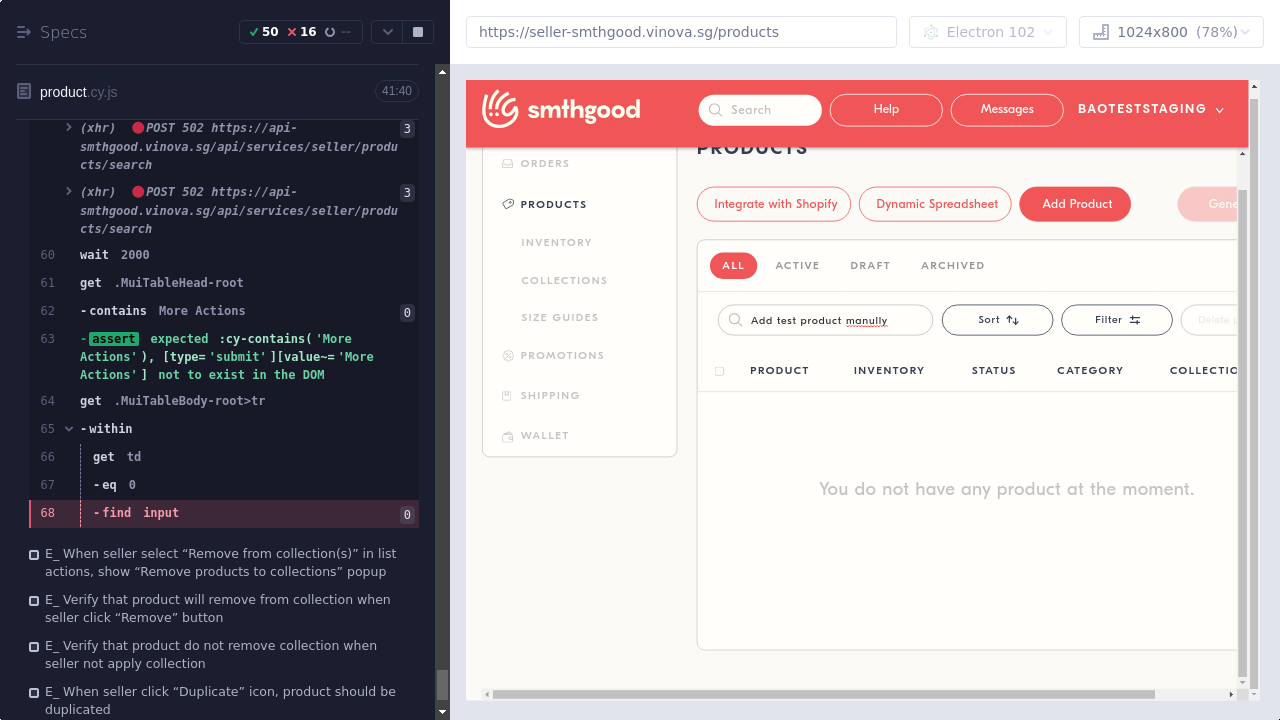 Specs
50
16
--
product.cy.js
41:40
(xhr) POST 502 https://api-
smthgood.vinova.sg/api/services/seller/produ
cts/search
3
(xhr) POST 502 https://api-
smthgood.vinova.sg/api/services/seller/produ
cts/search
3
60 wait 2000
61 get .MuiTableHead-root
62 -contains More Actions 0
63 -assert expected :cy-contains('More
Actions'), [type='submit'][value~='More
Actions'] not to exist in the DOM
64 get .MuiTableBody-root>tr
65 -within
66 get td
67 -eq 0
68 -find input 0
E_ When seller select “Remove from collection(s)” in list
actions, show “Remove products to collections” popup
E_ Verify that product will remove from collection when
seller click “Remove” button
E_ Verify that product do not remove collection when
seller not apply collection
E_ When seller click “Duplicate” icon, product should be
duplicated
https://seller-smthgood.vinova.sg/products
Electron 102
1024x800 (78%)
smthgood
Search
Help
Messages
BAOTESTSTAGING
ORDERS
PRODUCTS
INVENTORY
COLLECTIONS
SIZE GUIDES
PROMOTIONS
SHIPPING
WALLET
PRODUCTS
Integrate with Shopify
Dynamic Spreadsheet
Add Product
Gene
ALL
ACTIVE
DRAFT
ARCHIVED
Add test product manully
Sort
Filter
Delete p
PRODUCT
INVENTORY
STATUS
CATEGORY
COLLECTIO
You do not have any product at the moment.